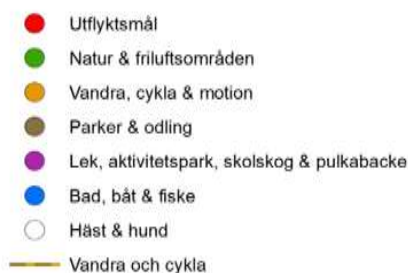 Utflyktsmål
Natur & friluftsområden
Vandra, cykla & motion
Parker & odling
Lek, aktivitetspark, skolskog & pulkabacke
Bad, båt & fiske
Häst & hund
Vandra och cykla